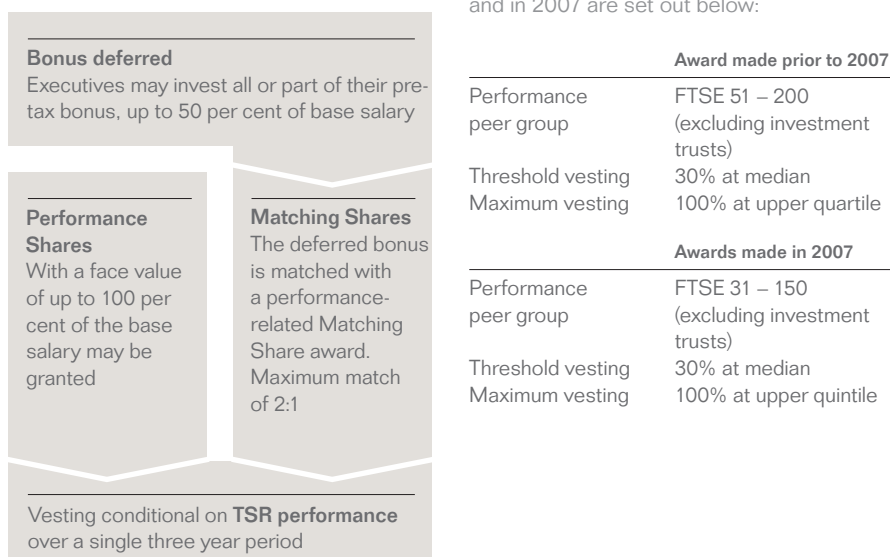 and in 2007 are set out below:
Bonus deferred
Executives may invest all or part of their pre-
tax bonus, up to 50 per cent of base salary
Performance
Shares
With a face value
of up to 100 per
cent of the base
salary may be
granted
Matching Shares
The deferred bonus
is matched with
a performance-
related Matching
Share award.
Maximum match
of 2:1
Vesting conditional on TSR performance
over a single three year period
Award made prior to 2007
Performance FTSE 51 – 200
peer group (excluding investment
trusts)
Threshold vesting 30% at median
Maximum vesting 100% at upper quartile
Awards made in 2007
Performance FTSE 31 – 150
peer group (excluding investment
trusts)
Threshold vesting 30% at median
Maximum vesting 100% at upper quintile